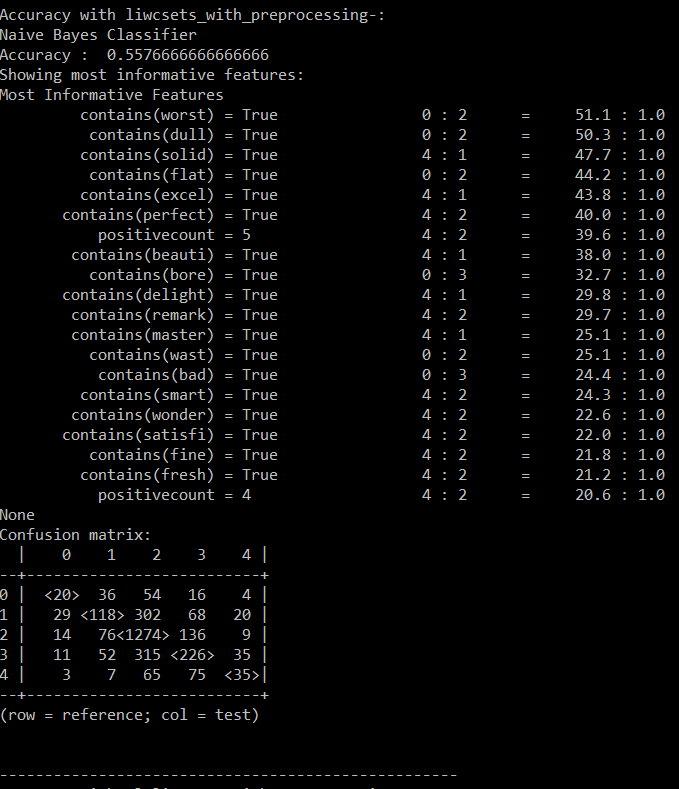 Accuracy with liwcsets_with_preprocessing-:
Naive Bayes Classifier
Accuracy :  0.5576666666666666
Showing most informative features:
Most Informative Features
contains(worst) = True 0 : 2 = 51.1 : 1.0
contains(dull) = True 0 : 2 = 50.3 : 1.0
contains(solid) = True 4 : 1 = 47.7 : 1.0
contains(flat) = True 0 : 2 = 44.2 : 1.0
contains(excel) = True 4 : 1 = 43.8 : 1.0
contains(perfect) = True 4 : 2 = 40.0 : 1.0
positivecount = 5 4 : 2 = 39.6 : 1.0
contains(beauti) = True 4 : 1 = 38.0 : 1.0
contains(bore) = True 0 : 3 = 32.7 : 1.0
contains(delight) = True 4 : 1 = 29.8 : 1.0
contains(remark) = True 4 : 2 = 29.7 : 1.0
contains(master) = True 4 : 1 = 25.1 : 1.0
contains(wast) = True 0 : 2 = 25.1 : 1.0
contains(bad) = True 0 : 3 = 24.4 : 1.0
contains(smart) = True 4 : 2 = 24.3 : 1.0
contains(wonder) = True 4 : 2 = 22.6 : 1.0
contains(satisfi) = True 4 : 2 = 22.0 : 1.0
contains(fine) = True 4 : 2 = 21.8 : 1.0
contains(fresh) = True 4 : 2 = 21.2 : 1.0
positivecount = 4 4 : 2 = 20.6 : 1.0
None
Confusion matrix:
  |    0    1    2    3    4 |
--+--------------------------+
0 |  <20>  36   54   16    4 |
1 |   29 <118> 302   68   20 |
2 |   14   76<1274> 136    9 |
3 |   11   52  315 <226>  35 |
4 |    3    7   65   75  <35>|
--+--------------------------+
(row = reference; col = test)
---------------------------------------------------